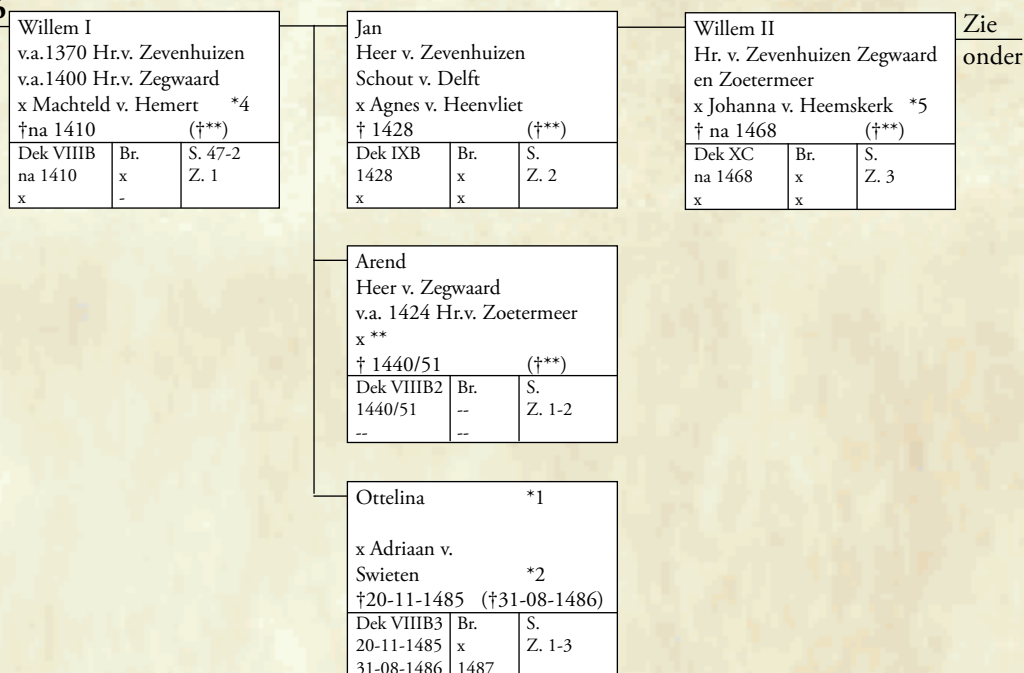 Willem I
v.a.1370 Hr.v. Zevenhuizen
v.a.1400 Hr.v. Zegwaard
x Machteld v. Hemert *4
†na 1410 (†**)
Dek VIIIB Br. S. 47-2
na 1410 x Z. 1
x -
Jan
Heer v. Zevenhuizen
Schout v. Delft
x Agnes v. Heenvliet
† 1428 (†**)
Dek IXB Br. S.
1428 x Z. 2
x x
Willem II
Hr. v. Zevenhuizen Zegwaard
en Zoetermeer
x Johanna v. Heemskerk *5
† na 1468 (†**)
Dek XC Br. S.
na 1468 x Z. 3
x x
Zie
onder
Arend
Heer v. Zegwaard
v.a. 1424 Hr.v. Zoetermeer
x **
† 1440/51 (†**)
Dek VIIIB2 Br. S.
1440/51 -- Z. 1-2
-- --
Ottelina *1
x Adriaan v.
Swieten *2
†20-11-1485 (†31-08-1486)
Dek VIIIB3 Br. S.
20-11-1485 x Z. 1-3
31-08-1486 1487